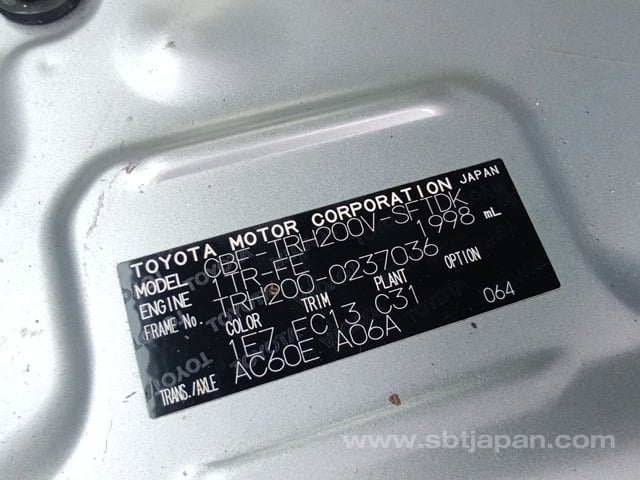 TOYOTA MOTOR CORPORATION JAPAN
MODEL CBF-TRH200V-SFTDK
ENGINE 1TR-FE 1998 mL
FRAME No TRH200-0237036
COLOR TRIM PLANT OPTION
1E7 FC13 C31 064
TRANS./AXLE AC60E A06A
www.sbtjapan.com